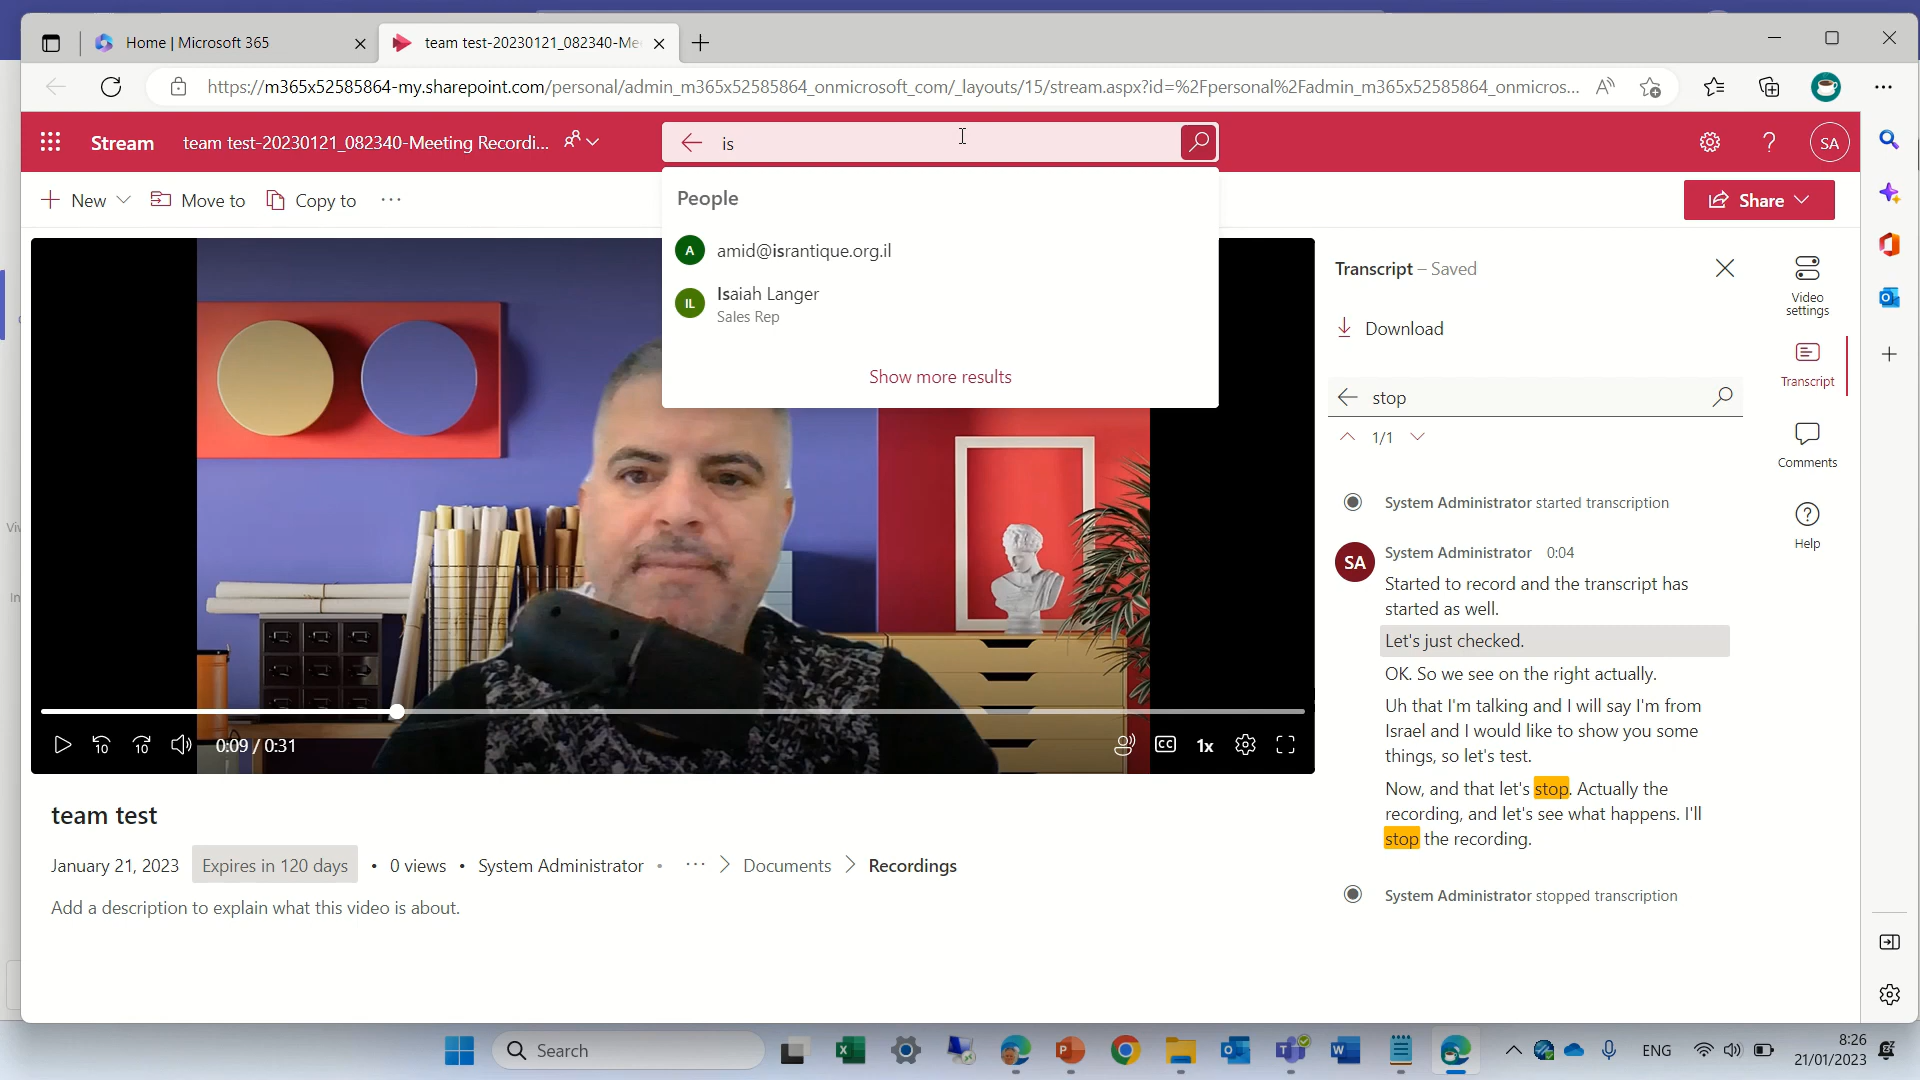 Home | Microsoft 365
team test-20230121_082340-Me
https://m365x52585864-my.sharepoint.com/personal/admin_m365x52585864_onmicrosoft_com/_layouts/15/stream.aspx?id=%2Fpersonal%2Fadmin_m365x52585864_onmicros...
Stream
team test-20230121_082340-Meeting Recordi...
is
SA
New
Move to
Copy to
Share
People
A
amid@israntique.org.il
IL
Isaiah Langer
Sales Rep
Show more results
Transcript – Saved
Download
stop
1/1
System Administrator started transcription
SA
System Administrator 0:04
Started to record and the transcript has
started as well.
Let's just checked.
OK. So we see on the right actually.
Uh that I'm talking and I will say I'm from
Israel and I would like to show you some
things, so let's test.
Now, and that let's stop. Actually the
recording, and let's see what happens. I'll
stop the recording.
System Administrator stopped transcription
Video
settings
Transcript
Comments
Help
10
10
0:09 / 0:31
CC
1x
team test
January 21, 2023
Expires in 120 days
• 0 views • System Administrator •
... > Documents > Recordings
Add a description to explain what this video is about.
Search
ENG
8:26
21/01/2023